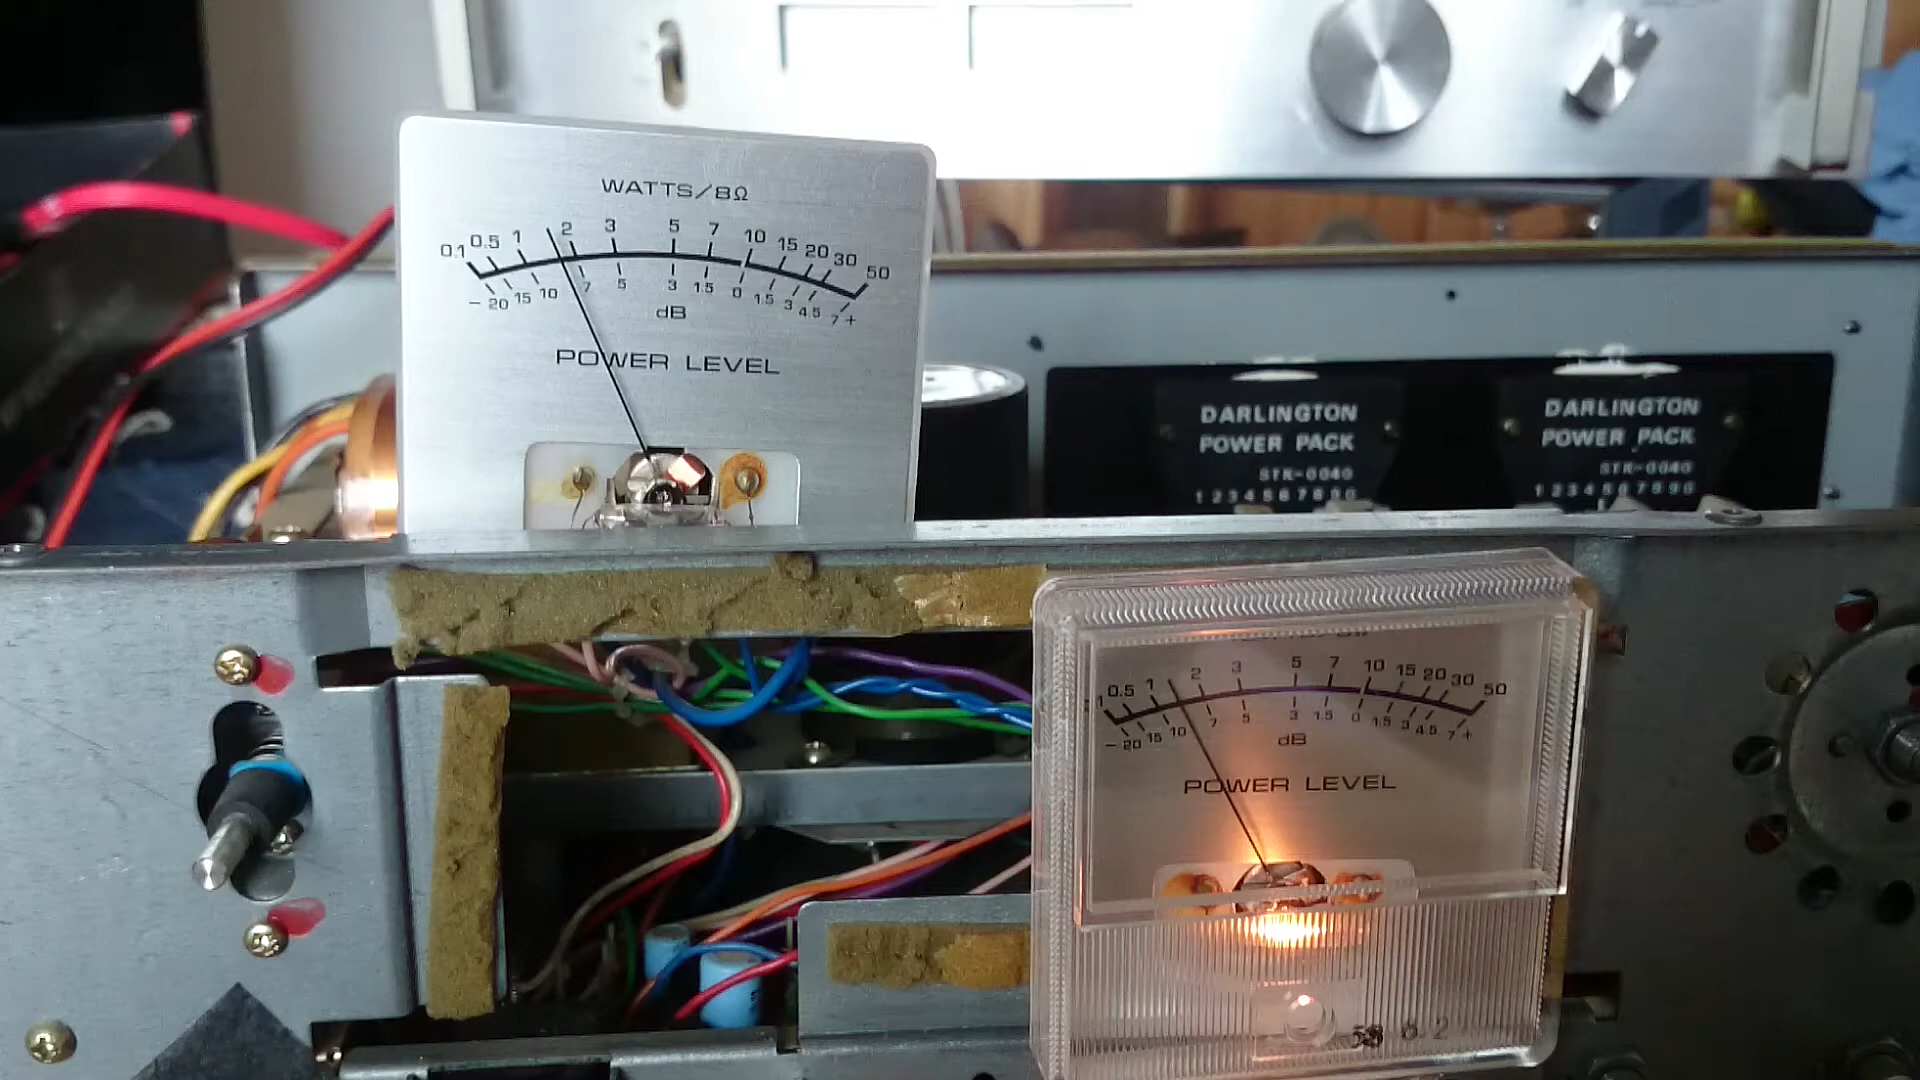 WATTS/8Ω
0.1 0.5 1 2 3 5 7 10 15 20 30 50
- 20 15 10 7 5 3 1.5 0 1.5 3 4.5 7 +
dB
POWER LEVEL
DARLINGTON
POWER PACK
STK-0040
1 2 3 4 5 6 7 8 9 0
DARLINGTON
POWER PACK
STK-0040
1 2 3 4 5 6 7 8 9 0
1 0.5 1 2 3 5 7 10 15 20 30 50
- 20 15 10 7 5 3 1.5 0 1.5 3 4.5 7 +
dB
POWER LEVEL
53 6.2